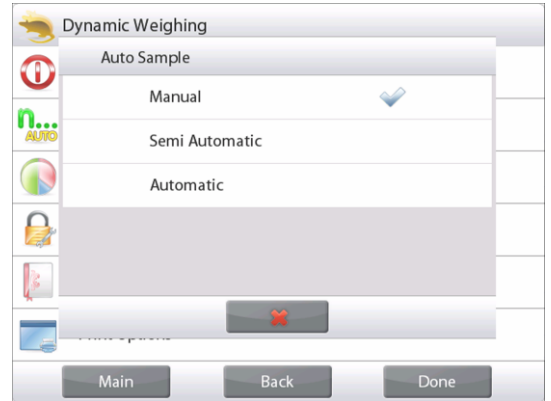 Dynamic Weighing
Auto Sample
Manual
Semi Automatic
n...
AUTO
Automatic
Main
Back
Done